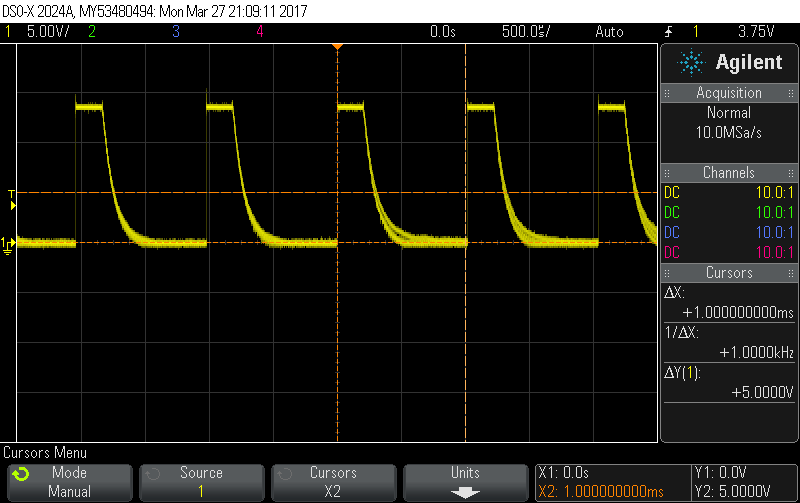 DSO-X 2024A, MY53480494: Mon Mar 27 21:09:11 2017
1 5.00V/ 2 3 4 0.0s 500.0㎲/ Auto 1 3.75V
Agilent
Acquisition
Normal
10.0MSa/s
Channels
DC 10.0:1
DC 10.0:1
DC 10.0:1
DC 10.0:1
Cursors
ΔX:
+1.000000000ms
1/ΔX:
+1.0000kHz
ΔY(1):
+5.0000V
T
1
Cursors Menu
Mode
Manual
Source
1
Cursors
X2
Units
X1: 0.0s
X2: 1.000000000ms
Y1: 0.0V
Y2: 5.0000V